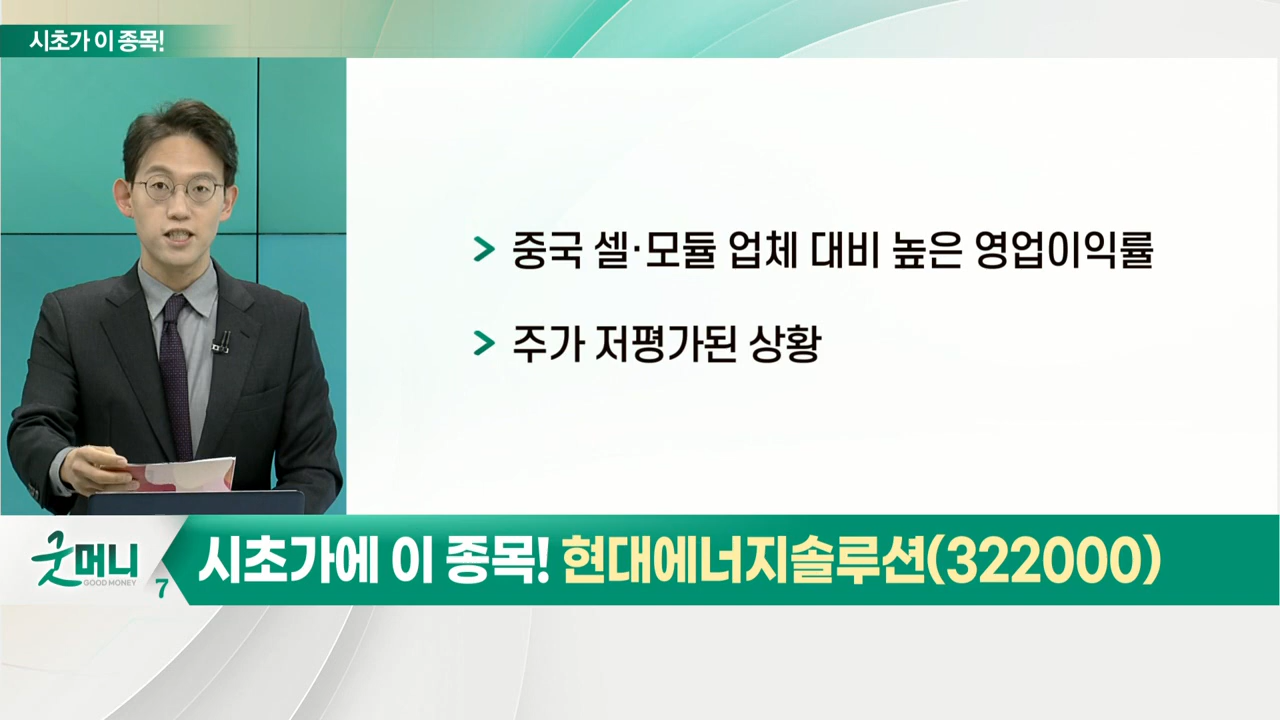 시초가 이 종목!
> 중국 셀·모듈 업체 대비 높은 영업이익률
> 주가 저평가된 상황
굿머니
GOOD MONEY
7
시초가에 이 종목! 현대에너지솔루션(322000)